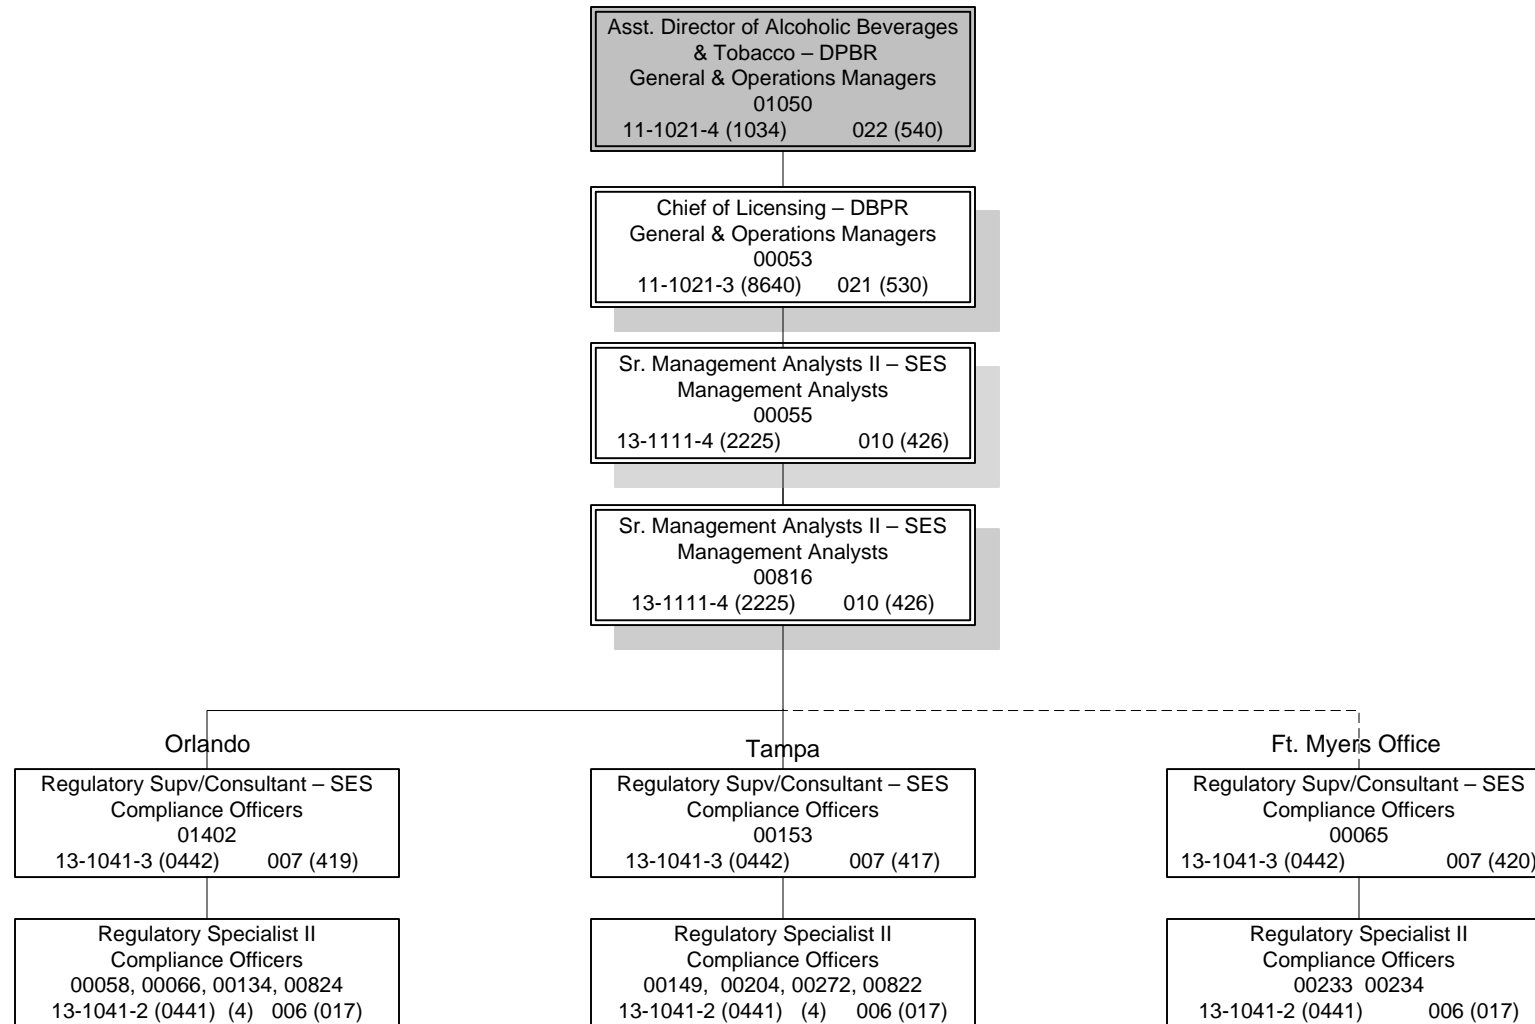 Asst. Director of Alcoholic Beverages
& Tobacco – DPBR
General & Operations Managers
01050
11-1021-4 (1034) 022 (540)
Chief of Licensing – DBPR
General & Operations Managers
00053
11-1021-3 (8640) 021 (530)
Sr. Management Analysts II – SES
Management Analysts
00055
13-1111-4 (2225) 010 (426)
Sr. Management Analysts II – SES
Management Analysts
00816
13-1111-4 (2225) 010 (426)
Orlando
Regulatory Supv/Consultant – SES
Compliance Officers
01402
13-1041-3 (0442) 007 (419)
Regulatory Specialist II
Compliance Officers
00058, 00066, 00134, 00824
13-1041-2 (0441) (4) 006 (017)
Tampa
Regulatory Supv/Consultant – SES
Compliance Officers
00153
13-1041-3 (0442) 007 (417)
Regulatory Specialist II
Compliance Officers
00149, 00204, 00272, 00822
13-1041-2 (0441) (4) 006 (017)
Ft. Myers Office
Regulatory Supv/Consultant – SES
Compliance Officers
00065
13-1041-3 (0442) 007 (420)
Regulatory Specialist II
Compliance Officers
00233 00234
13-1041-2 (0441) 006 (017)